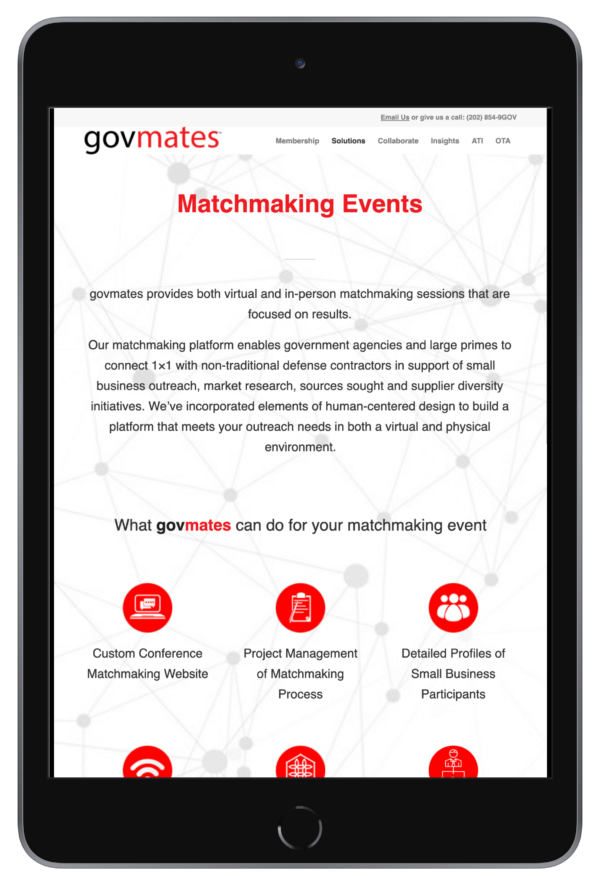 Email Us or give us a call: (202) 854-9GOV
govmates
Membership Solutions Collaborate Insights ATI OTA
Matchmaking Events
govmates provides both virtual and in-person matchmaking sessions that are
focused on results.
Our matchmaking platform enables government agencies and large primes to
connect 1×1 with non-traditional defense contractors in support of small
business outreach, market research, sources sought and supplier diversity
initiatives. We've incorporated elements of human-centered design to build a
platform that meets your outreach needs in both a virtual and physical
environment.
What govmates can do for your matchmaking event
Custom Conference
Matchmaking Website
Project Management
of Matchmaking
Process
Detailed Profiles of
Small Business
Participants